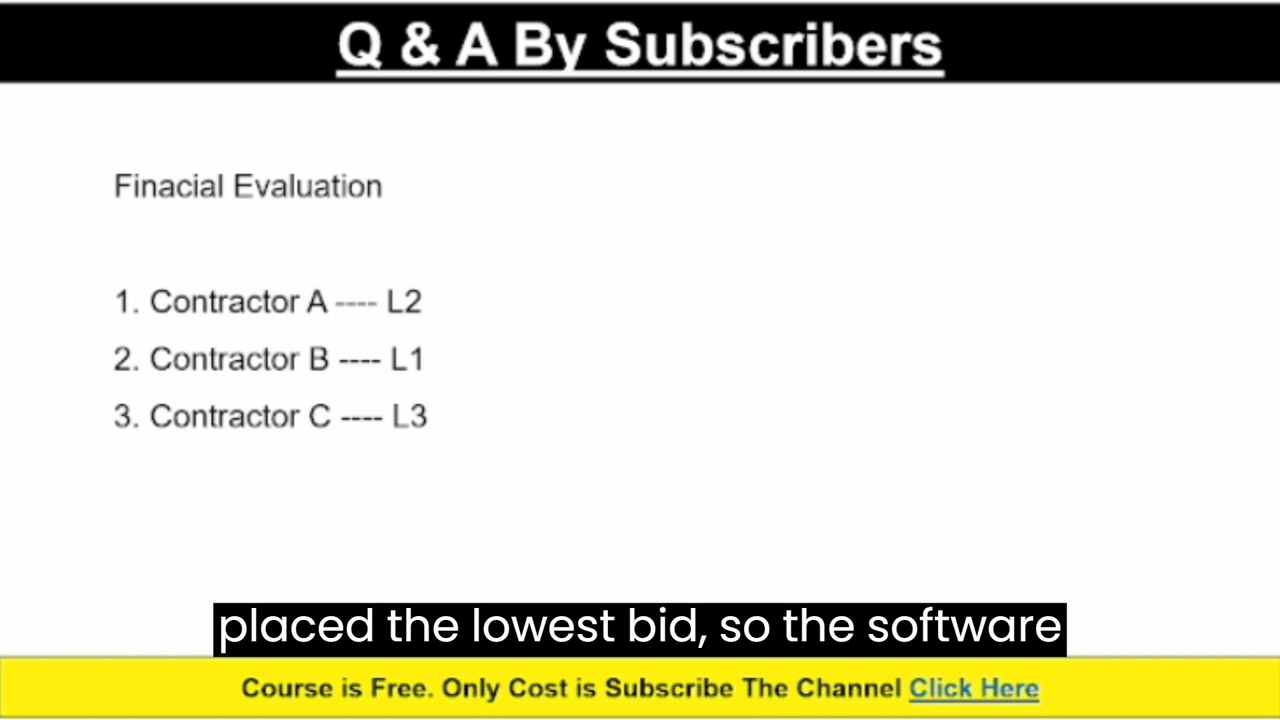 Q & A By Subscribers
Finacial Evaluation
1. Contractor A ---- L2
2. Contractor B ---- L1
3. Contractor C ---- L3
placed the lowest bid, so the software
Course is Free. Only Cost is Subscribe The Channel Click Here